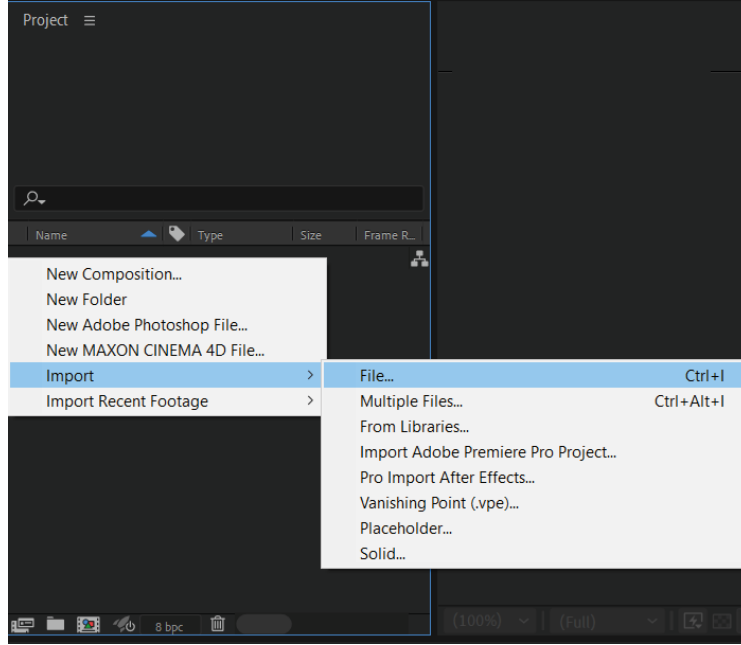 Project
Name Type Size Frame R...
New Composition...
New Folder
New Adobe Photoshop File...
New MAXON CINEMA 4D File...
Import
Import Recent Footage
File... Ctrl+I
Multiple Files... Ctrl+Alt+I
From Libraries...
Import Adobe Premiere Pro Project...
Pro Import After Effects...
Vanishing Point (.vpe)...
Placeholder...
Solid...
8 bpc
(100%) (Full)